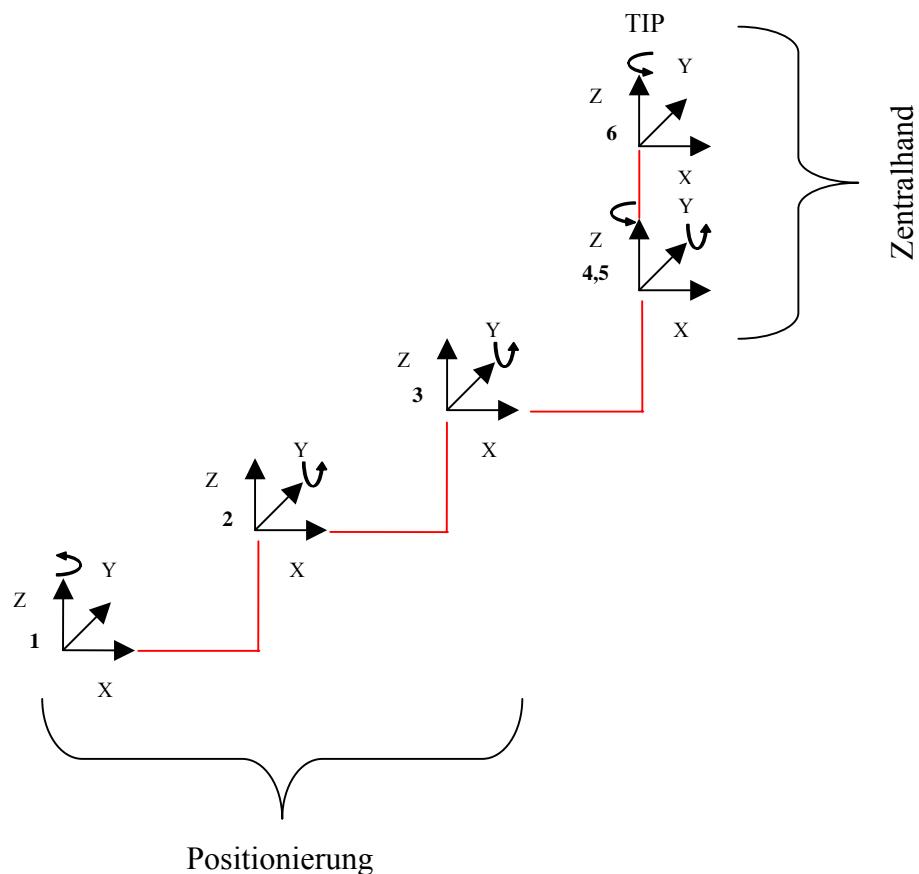 TIP
Y
Z
6
X
Zentralhand
Y
Z
4,5
X
Y
Z
3
X
Y
Z
2
X
Y
Z
1
X
Positionierung